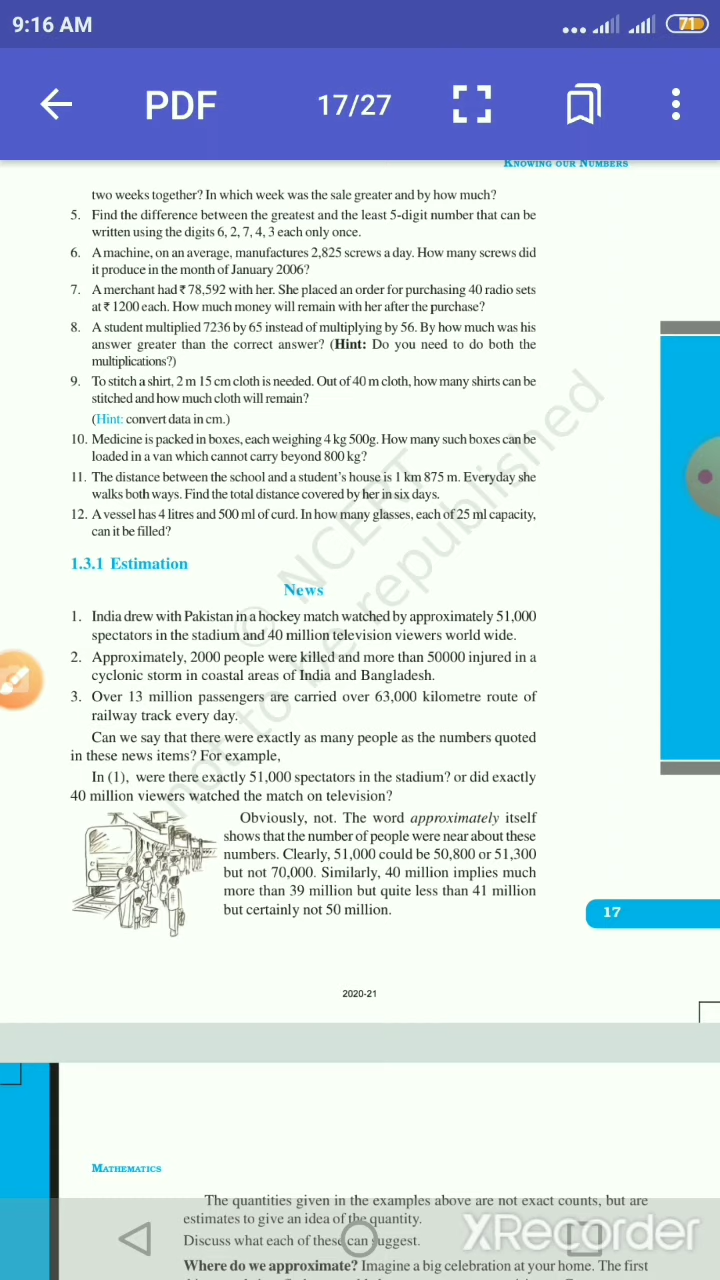 9:16 AM
71
PDF
17/27
KNOWING OUR NUMBERS
two weeks together? In which week was the sale greater and by how much?
5. Find the difference between the greatest and the least 5-digit number that can be
written using the digits 6, 2, 7, 4, 3 each only once.
6. A machine, on an average, manufactures 2,825 screws a day. How many screws did
it produce in the month of January 2006?
7. A merchant had ₹ 78,592 with her. She placed an order for purchasing 40 radio sets
at ₹ 1200 each. How much money will remain with her after the purchase?
8. A student multiplied 7236 by 65 instead of multiplying by 56. By how much was his
answer greater than the correct answer? (Hint: Do you need to do both the
multiplications?)
9. To stitch a shirt, 2 m 15 cm cloth is needed. Out of 40 m cloth, how many shirts can be
stitched and how much cloth will remain?
(Hint: convert data in cm.)
10. Medicine is packed in boxes, each weighing 4 kg 500g. How many such boxes can be
loaded in a van which cannot carry beyond 800 kg?
11. The distance between the school and a student's house is 1 km 875 m. Everyday she
walks both ways. Find the total distance covered by her in six days.
12. A vessel has 4 litres and 500 ml of curd. In how many glasses, each of 25 ml capacity,
can it be filled?
© NCERT
not to be republished
1.3.1 Estimation
News
1. India drew with Pakistan in a hockey match watched by approximately 51,000
spectators in the stadium and 40 million television viewers world wide.
2. Approximately, 2000 people were killed and more than 50000 injured in a
cyclonic storm in coastal areas of India and Bangladesh.
3. Over 13 million passengers are carried over 63,000 kilometre route of
railway track every day.
Can we say that there were exactly as many people as the numbers quoted
in these news items? For example,
In (1), were there exactly 51,000 spectators in the stadium? or did exactly
40 million viewers watched the match on television?
Obviously, not. The word approximately itself
shows that the number of people were near about these
numbers. Clearly, 51,000 could be 50,800 or 51,300
but not 70,000. Similarly, 40 million implies much
more than 39 million but quite less than 41 million
but certainly not 50 million.
17
2020-21
MATHEMATICS
The quantities given in the examples above are not exact counts, but are
estimates to give an idea of the quantity.
Discuss what each of these can suggest.
XRecorder
Where do we approximate? Imagine a big celebration at your home. The first